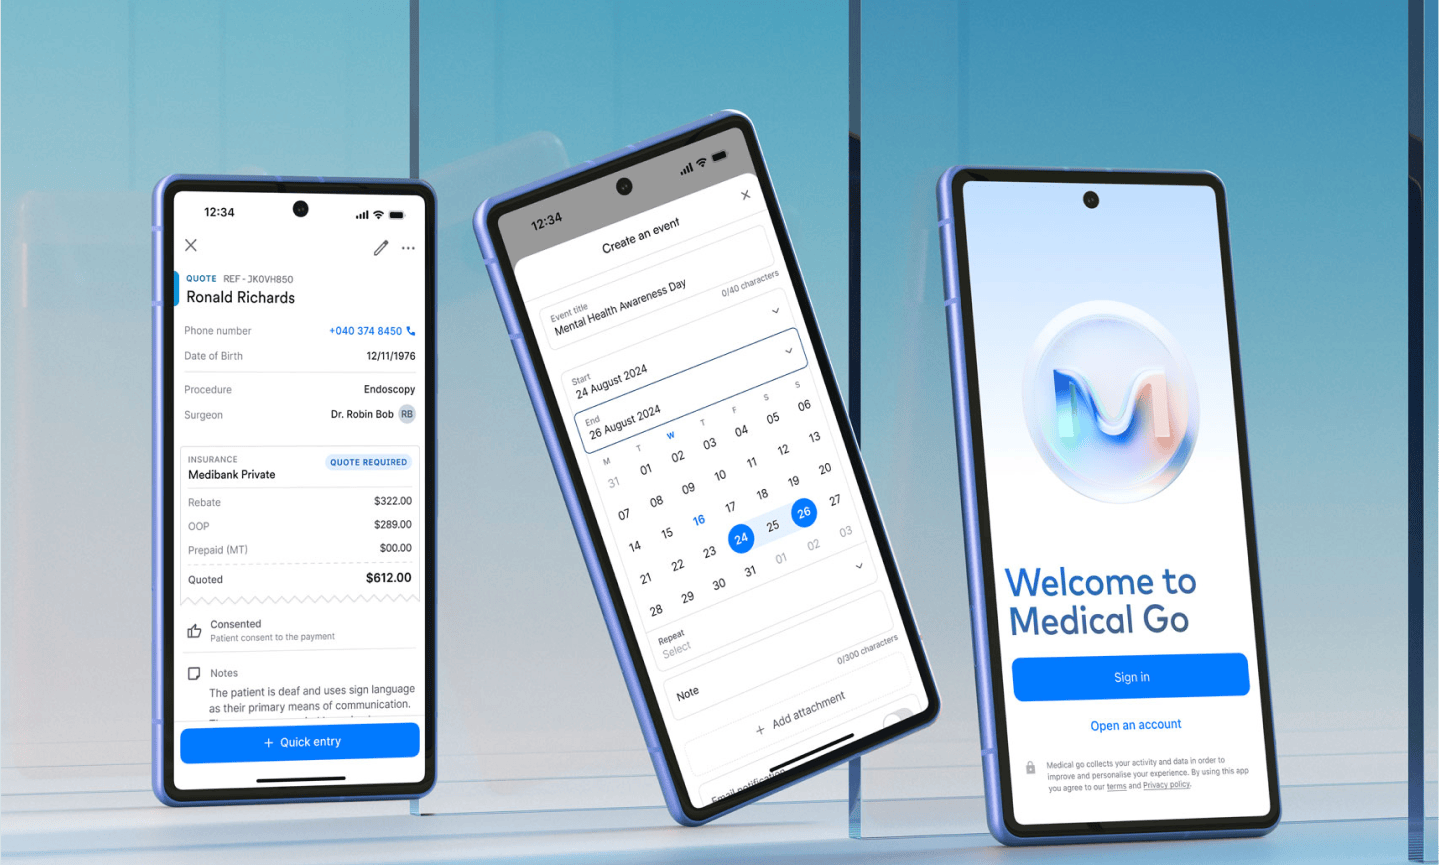 12:34
QUOTE REF - JK0VH850
Ronald Richards
Phone number +040 374 8450
Date of Birth 12/11/1976
Procedure Endoscopy
Surgeon Dr. Robin Bob RB
INSURANCE
Medibank Private QUOTE REQUIRED
Rebate $322.00
OOP $289.00
Prepaid (MT) $00.00
Quoted $612.00
Consented
Patient consent to the payment
Notes
The patient is deaf and uses sign language
as their primary means of communication.
+ Quick entry
12:34
Create an event
Event title
Mental Health Awareness Day
0/40 characters
Start
24 August 2024
End
26 August 2024
M T W T F S S
31 01 02 03 04 05 06
07 08 09 10 11 12 13
14 15 16 17 18 19 20
21 22 23 24 25 26 27
28 29 30 31 01 02 03
Repeat
Select
0/300 characters
Note
+ Add attachment
Email notification
M
Welcome to
Medical Go
Sign in
Open an account
Medical go collects your activity and data in order to
improve and personalise your experience. By using this app
you agree to our terms and Privacy policy.